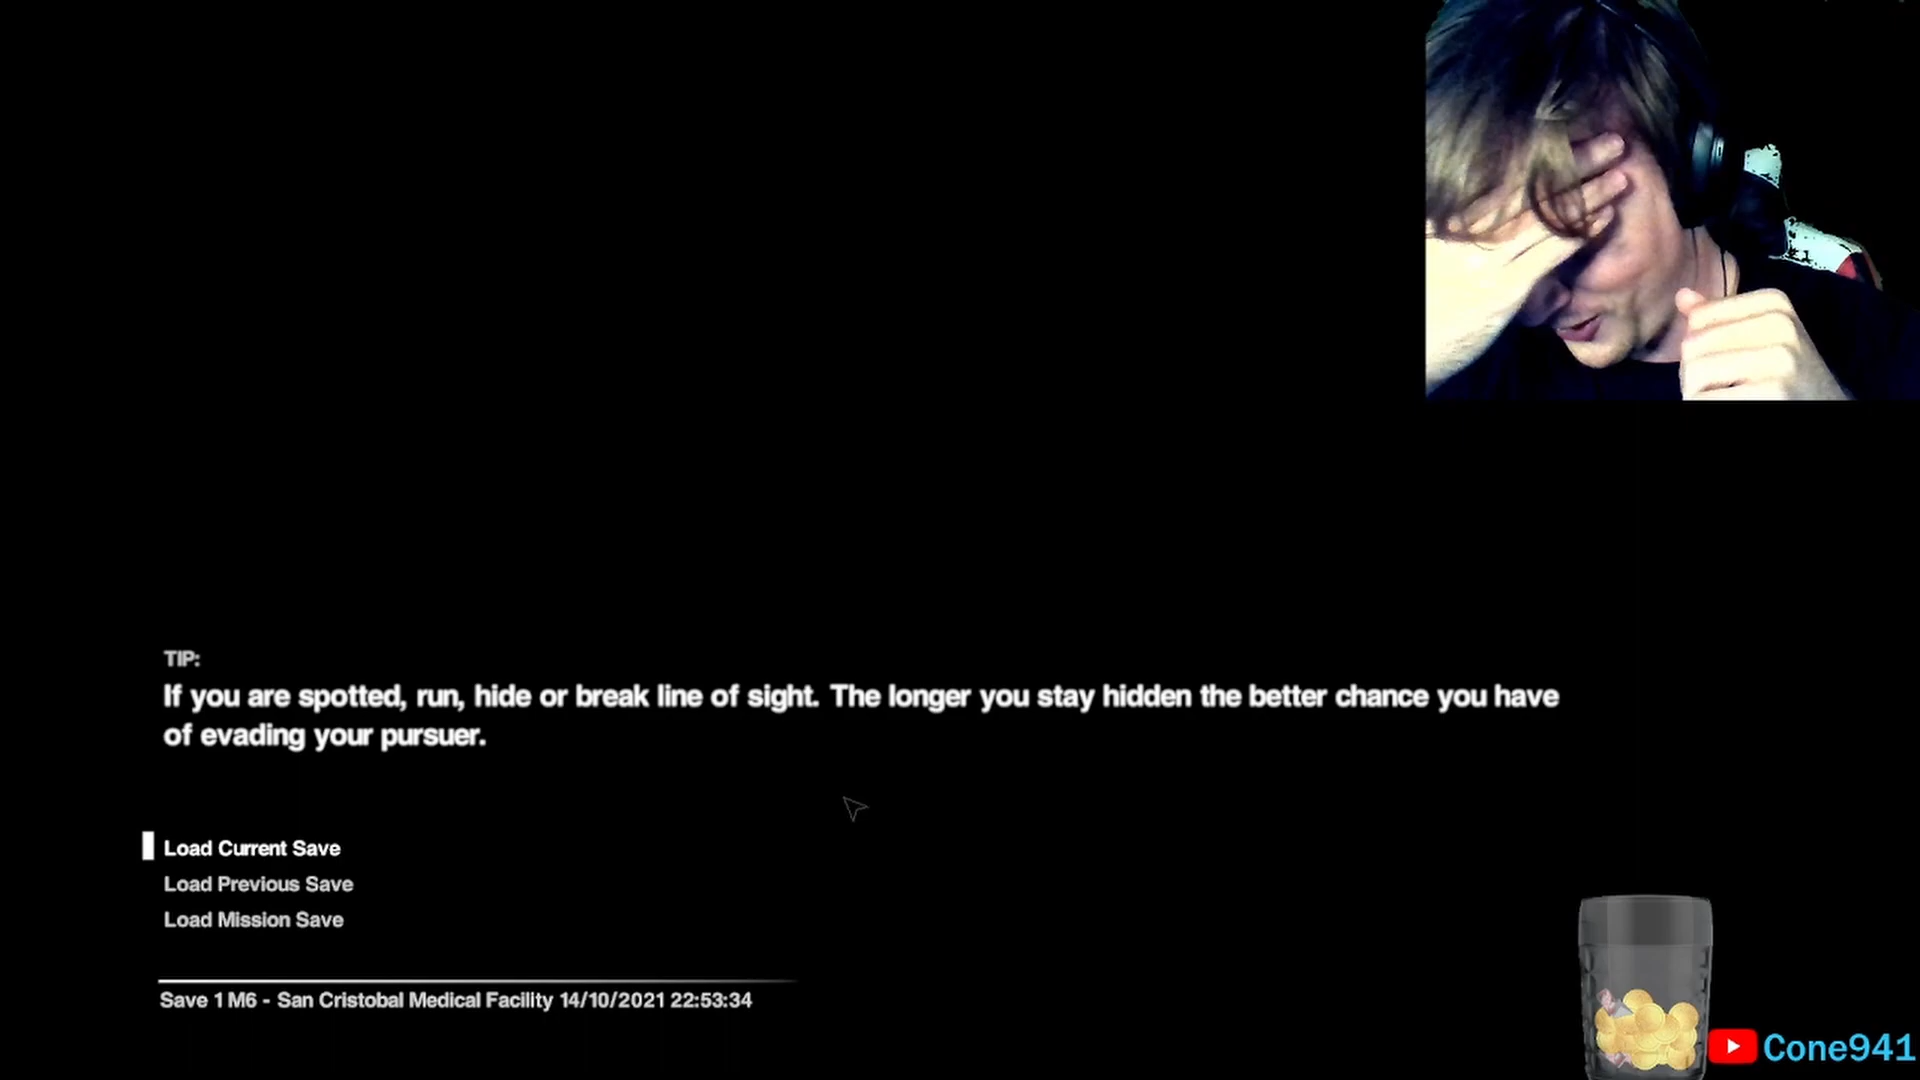 TIP:
If you are spotted, run, hide or break line of sight. The longer you stay hidden the better chance you have
of evading your pursuer.
Load Current Save
Load Previous Save
Load Mission Save
Save 1 M6 - San Cristobal Medical Facility 14/10/2021 22:53:34
Cone941